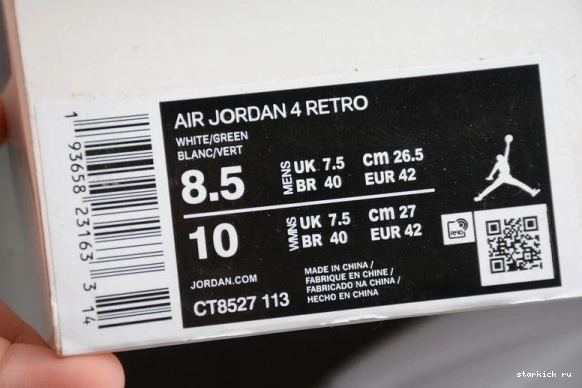 AIR JORDAN 4 RETRO
WHITE/GREEN
BLANC/VERT
8.5 MENS UK 7.5 cm 26.5
BR 40 EUR 42
10 WMNS UK 7.5 cm 27
BR 40 EUR 42
JORDAN.COM
CT8527 113
MADE IN CHINA /
FABRIQUE EN CHINE /
FABRICADO NA CHINA /
HECHO EN CHINA
RFID
1 93658 23163 3 14
starkick ru